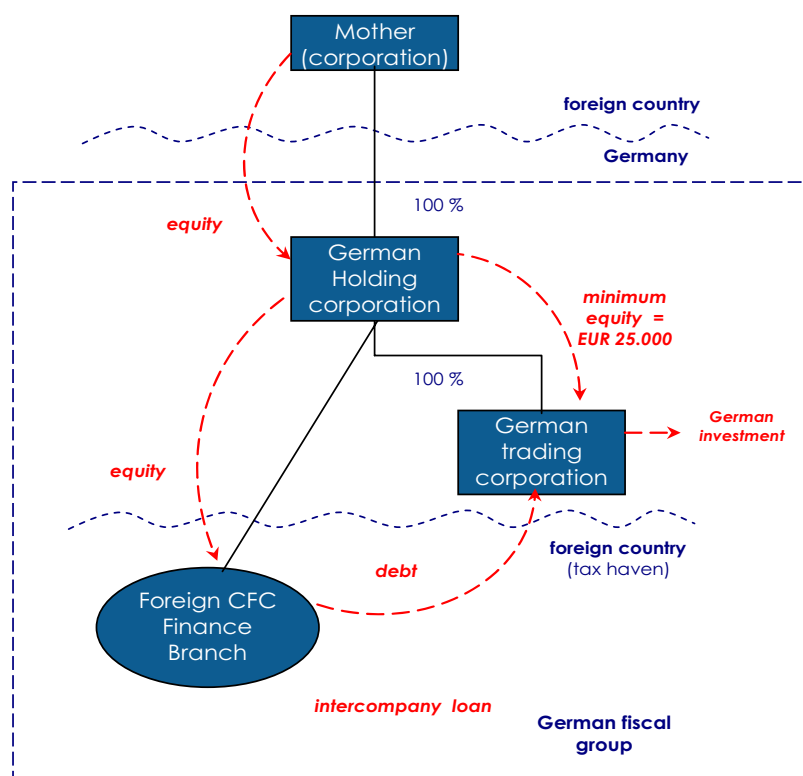 Mother
(corporation)
foreign country
Germany
100 %
equity
German
Holding
corporation
minimum
equity =
EUR 25.000
100 %
German
trading
corporation
German
investment
equity
foreign country
(tax haven)
debt
Foreign CFC
Finance
Branch
intercompany loan
German fiscal
group